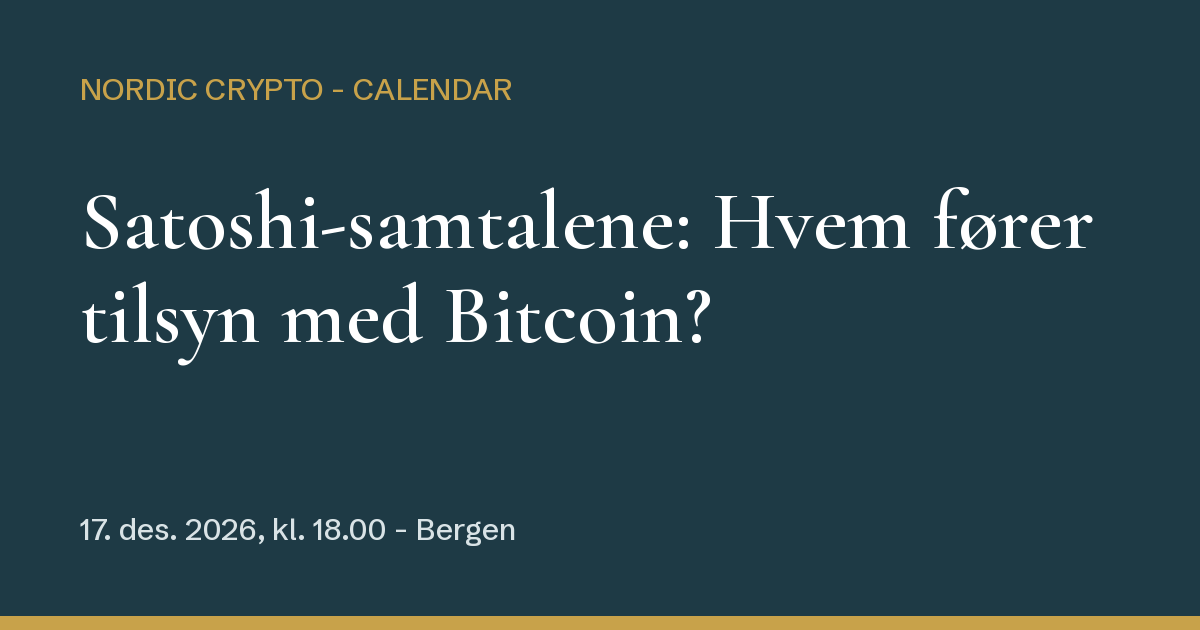 NORDIC CRYPTO - CALENDAR
Satoshi-samtalene: Hvem fører
tilsyn med Bitcoin?
17. des. 2026, kl. 18.00 - Bergen